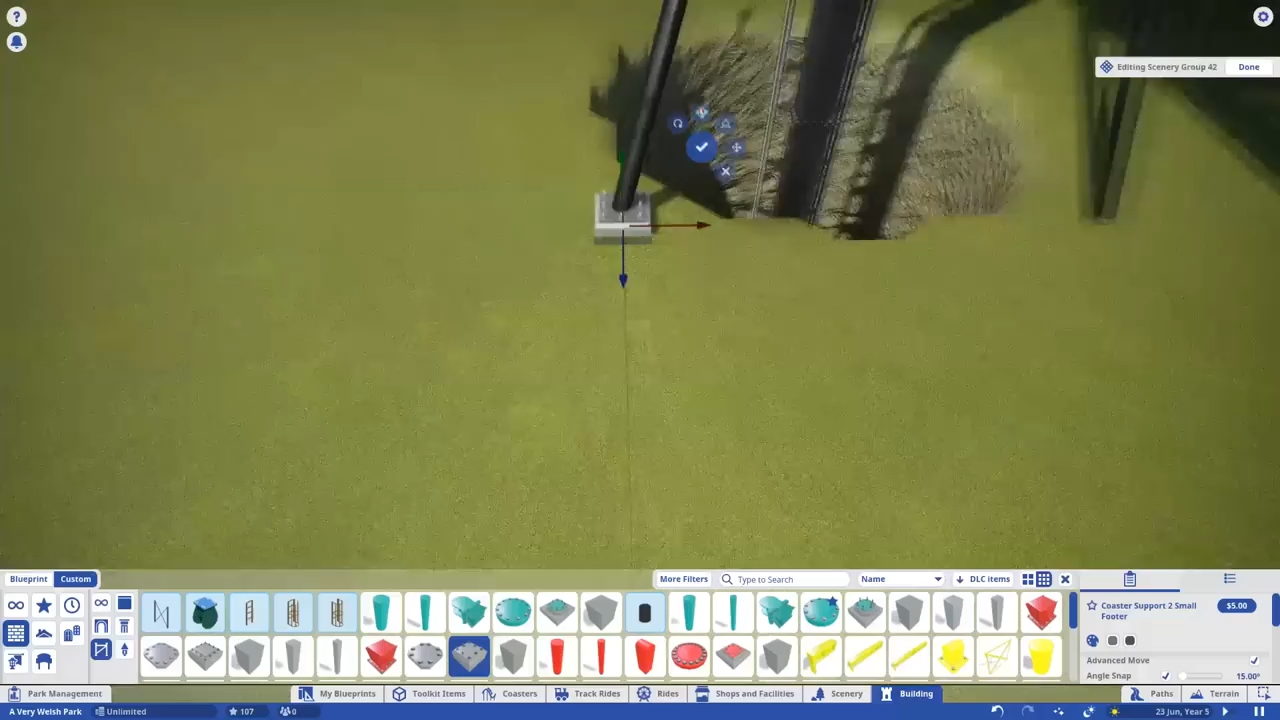 ?
Editing Scenery Group 42 Done
Blueprint Custom More Filters Type to Search Name DLC items
Coaster Support 2 Small Footer $5.00
Advanced Move
Angle Snap 15.00°
Park Management My Blueprints Toolkit Items Coasters Track Rides Rides Shops and Facilities Scenery Building Paths Terrain
A Very Welsh Park Unlimited 107 0 23 Jun, Year 5